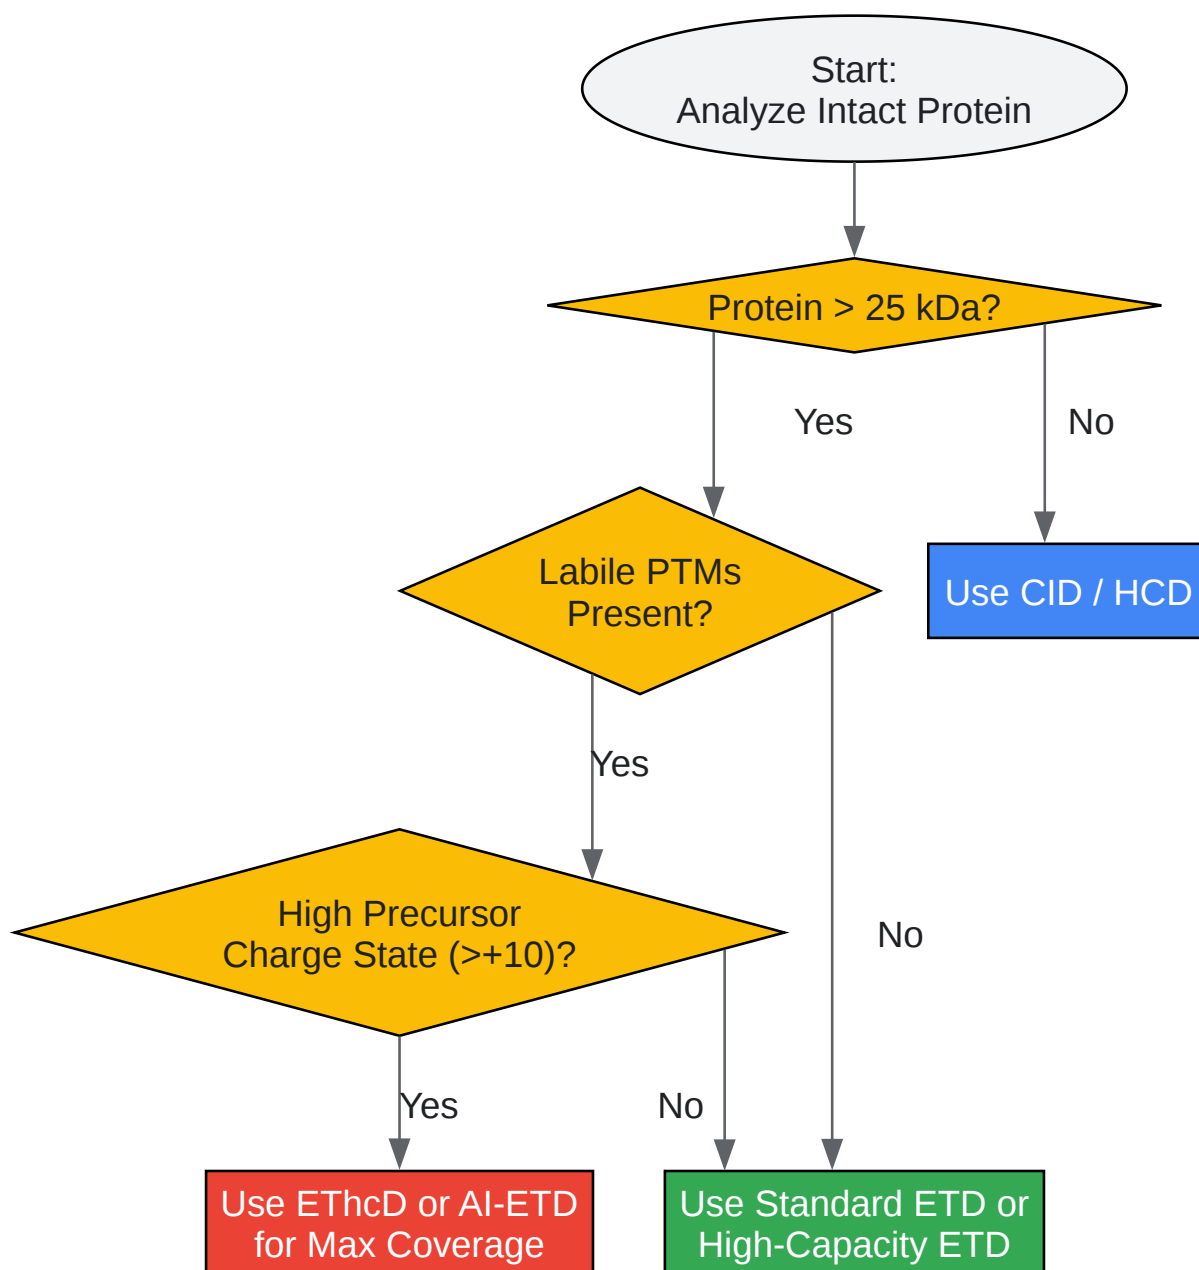 Start:
Analyze Intact Protein
Protein > 25 kDa?
Yes
No
Labile PTMs
Present?
Use CID / HCD
Yes
High Precursor
Charge State (>+10)?
No
Yes
No
Use EThcD or AI-ETD
for Max Coverage
Use Standard ETD or
High-Capacity ETD